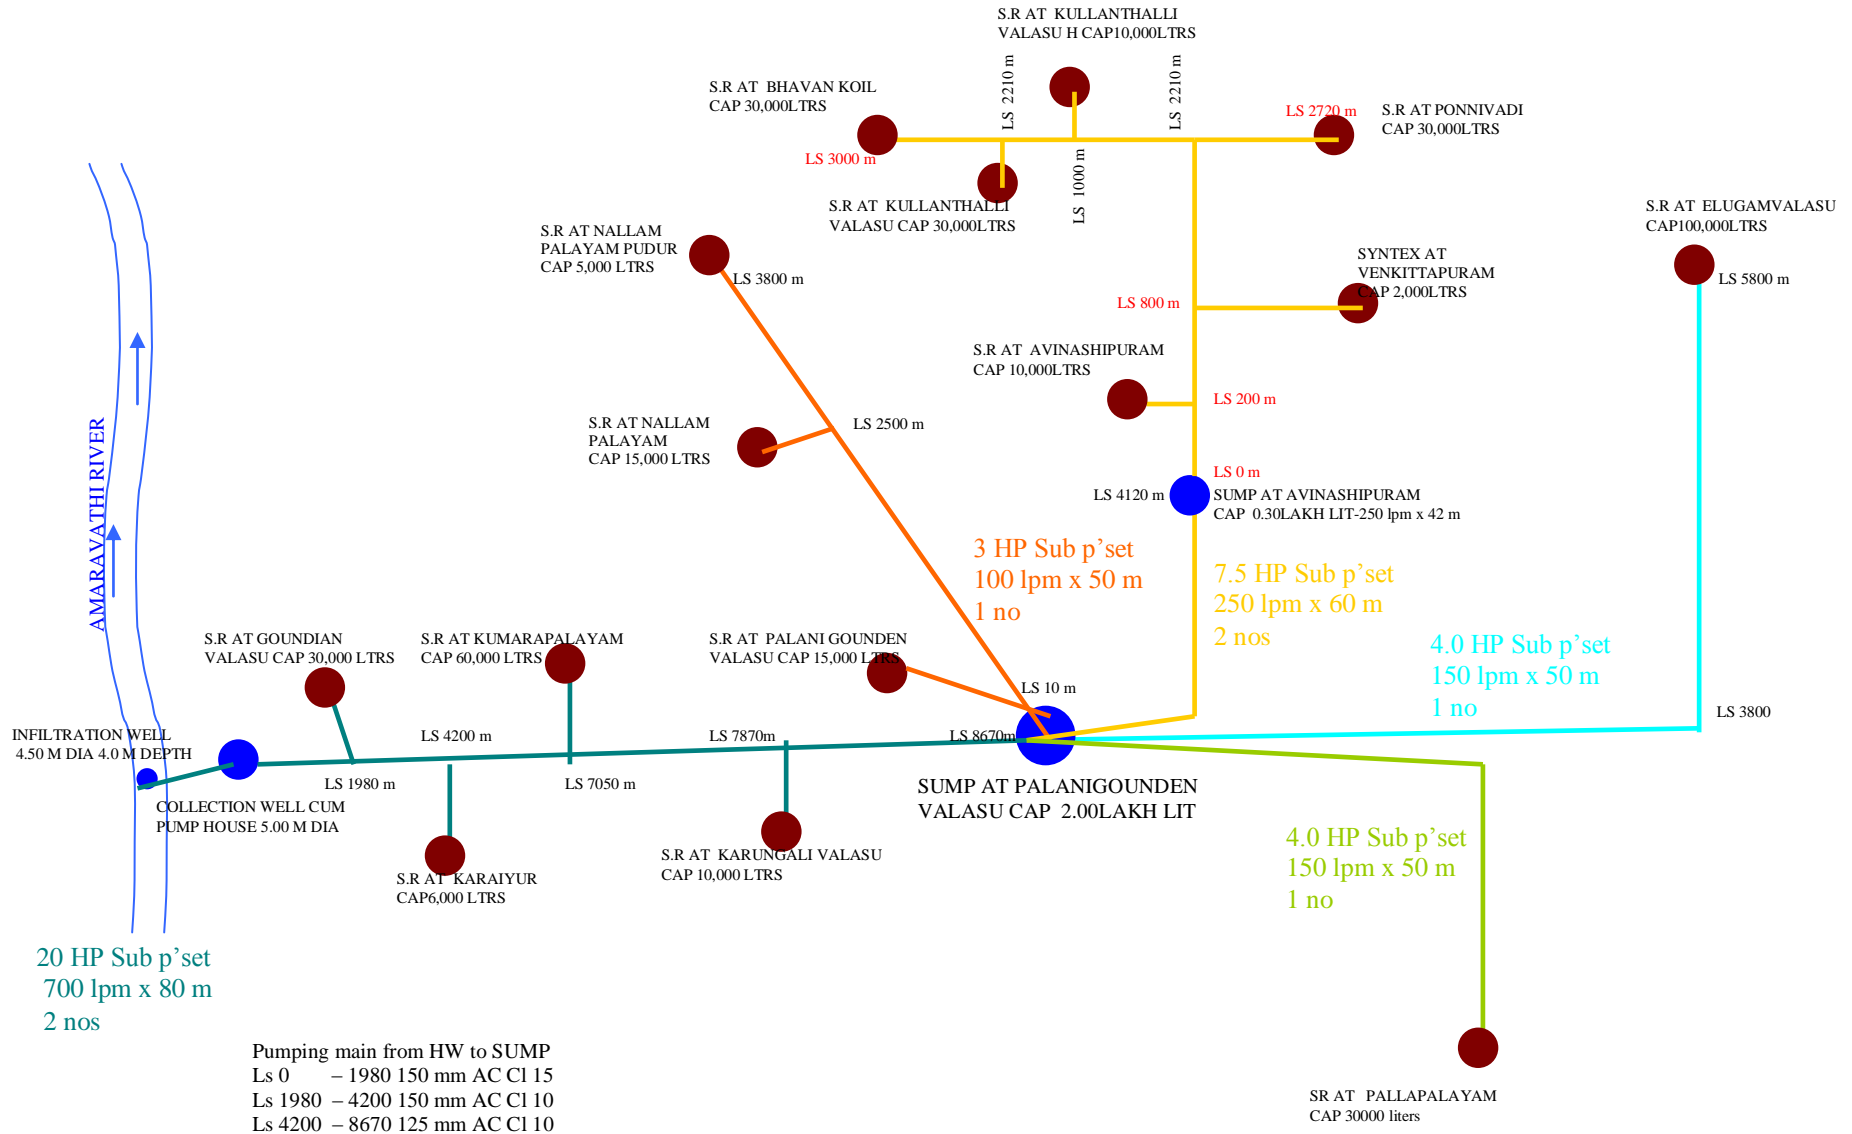 S.R AT KULLANTHALLI
VALASU H CAP10,000LTRS
S.R AT BHAVAN KOIL
CAP 30,000LTRS
LS 2210 m
LS 2210 m
LS 2720 m
S.R AT PONNIVADI
CAP 30,000LTRS
LS 3000 m
LS 1000 m
S.R AT KULLANTHALLI
VALASU CAP 30,000LTRS
S.R AT ELUGAMVALASU
CAP100,000LTRS
LS 5800 m
S.R AT NALLAM
PALAYAM PUDUR
CAP 5,000 LTRS
LS 3800 m
SYNTEX AT
VENKITTAPURAM
CAP 2,000LTRS
LS 800 m
S.R AT AVINASHIPURAM
CAP 10,000LTRS
LS 200 m
S.R AT NALLAM
PALAYAM
CAP 15,000 LTRS
LS 2500 m
LS 0 m
LS 4120 m
SUMP AT AVINASHIPURAM
CAP 0.30LAKH LIT-250 lpm x 42 m
AMARAVATHI RIVER
3 HP Sub p’set
100 lpm x 50 m
1 no
7.5 HP Sub p’set
250 lpm x 60 m
2 nos
4.0 HP Sub p’set
150 lpm x 50 m
1 no
S.R AT GOUNDIAN
VALASU CAP 30,000 LTRS
S.R AT KUMARAPALAYAM
CAP 60,000 LTRS
S.R AT PALANI GOUNDEN
VALASU CAP 15,000 LTRS
LS 10 m
LS 3800
INFILTRATION WELL
4.50 M DIA 4.0 M DEPTH
LS 4200 m
LS 7870m
LS 8670m
LS 1980 m
LS 7050 m
SUMP AT PALANIGOUNDEN
VALASU CAP 2.00LAKH LIT
COLLECTION WELL CUM
PUMP HOUSE 5.00 M DIA
4.0 HP Sub p’set
150 lpm x 50 m
1 no
S.R AT KARUNGALI VALASU
CAP 10,000 LTRS
S.R AT KARAIYUR
CAP6,000 LTRS
20 HP Sub p’set
700 lpm x 80 m
2 nos
Pumping main from HW to SUMP
Ls 0 – 1980 150 mm AC Cl 15
Ls 1980 – 4200 150 mm AC Cl 10
Ls 4200 – 8670 125 mm AC Cl 10
SR AT PALLAPALAYAM
CAP 30000 liters